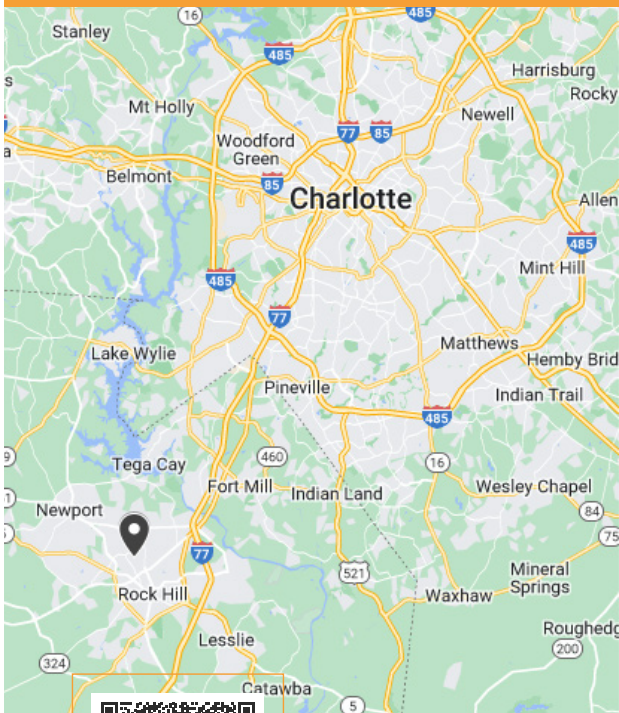 16
485
Stanley
485
Harrisburg
Rocky
s
Mt Holly
Newell
77
85
Woodford
Green
a
Belmont
85
Charlotte
Allen
485
Mint Hill
485
77
Matthews
Lake Wylie
Hemby Brid
Pineville
Indian Trail
485
460
16
9
Tega Cay
Fort Mill
Indian Land
Wesley Chapel
Newport
84
75
77
521
Mineral
Springs
Rock Hill
Waxhaw
Lesslie
Roughedg
200
324
Catawba
5